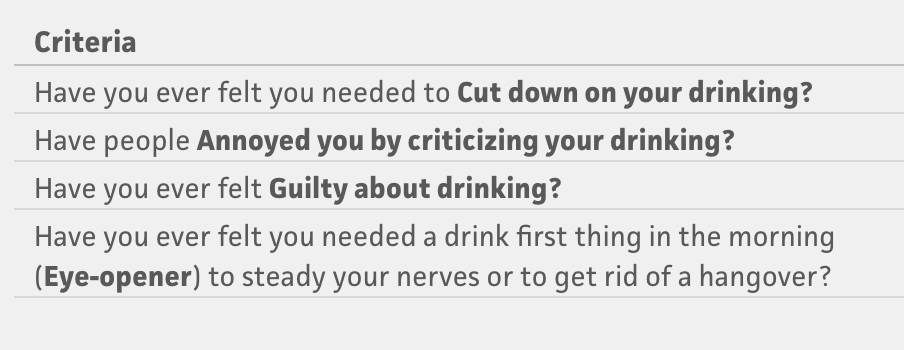 Criteria
Have you ever felt you needed to Cut down on your drinking?
Have people Annoyed you by criticizing your drinking?
Have you ever felt Guilty about drinking?
Have you ever felt you needed a drink first thing in the morning
(Eye-opener) to steady your nerves or to get rid of a hangover?